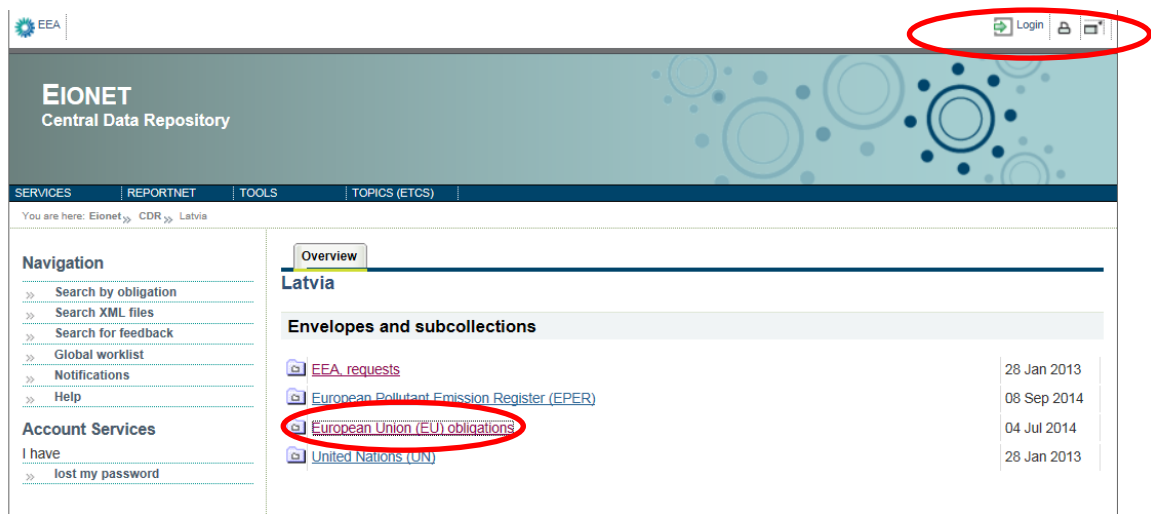 EEA
Login
EIONET
Central Data Repository
SERVICES REPORTNET TOOLS TOPICS (ETCS)
You are here: Eionet » CDR » Latvia
Navigation
» Search by obligation
» Search XML files
» Search for feedback
» Global worklist
» Notifications
» Help
Account Services
I have
» lost my password
Overview
Latvia
Envelopes and subcollections
EEA, requests 28 Jan 2013
European Pollutant Emission Register (EPER) 08 Sep 2014
European Union (EU) obligations 04 Jul 2014
United Nations (UN) 28 Jan 2013